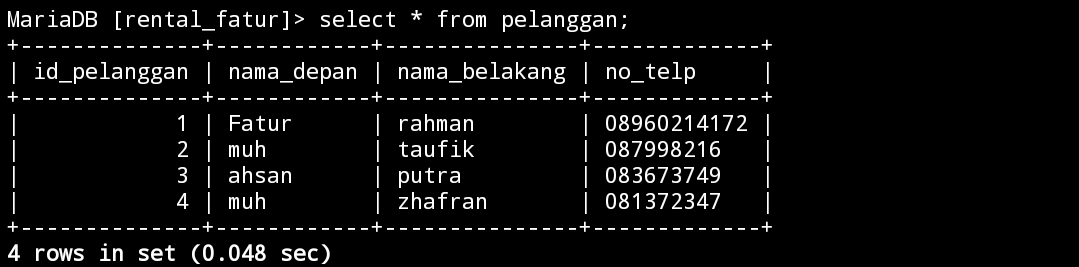 MariaDB [rental_fatur]> select * from pelanggan;
+--------------+------------+---------------+-------------+
| id_pelanggan | nama_depan | nama_belakang | no_telp     |
+--------------+------------+---------------+-------------+
|            1 | Fatur      | rahman        | 08960214172 |
|            2 | muh        | taufik        | 087998216   |
|            3 | ahsan      | putra         | 083673749   |
|            4 | muh        | zhafran       | 081372347   |
+--------------+------------+---------------+-------------+
4 rows in set (0.048 sec)